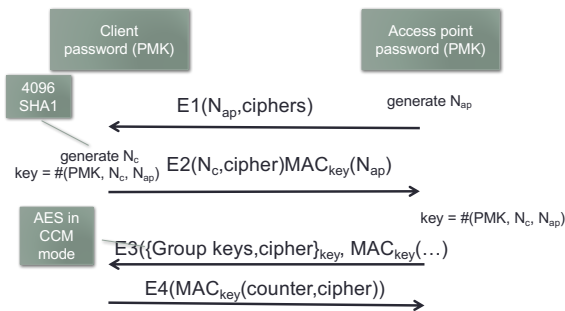 Client
password (PMK)
Access point
password (PMK)
4096
SHA1
E1(Nap,ciphers)
generate Nap
generate Nc
key = #(PMK, Nc, Nap)
E2(Nc,cipher)MACkey(Nap)
key = #(PMK, Nc, Nap)
AES in
CCM
mode
E3({Group keys,cipher}key, MACkey(…)
E4(MACkey(counter,cipher))